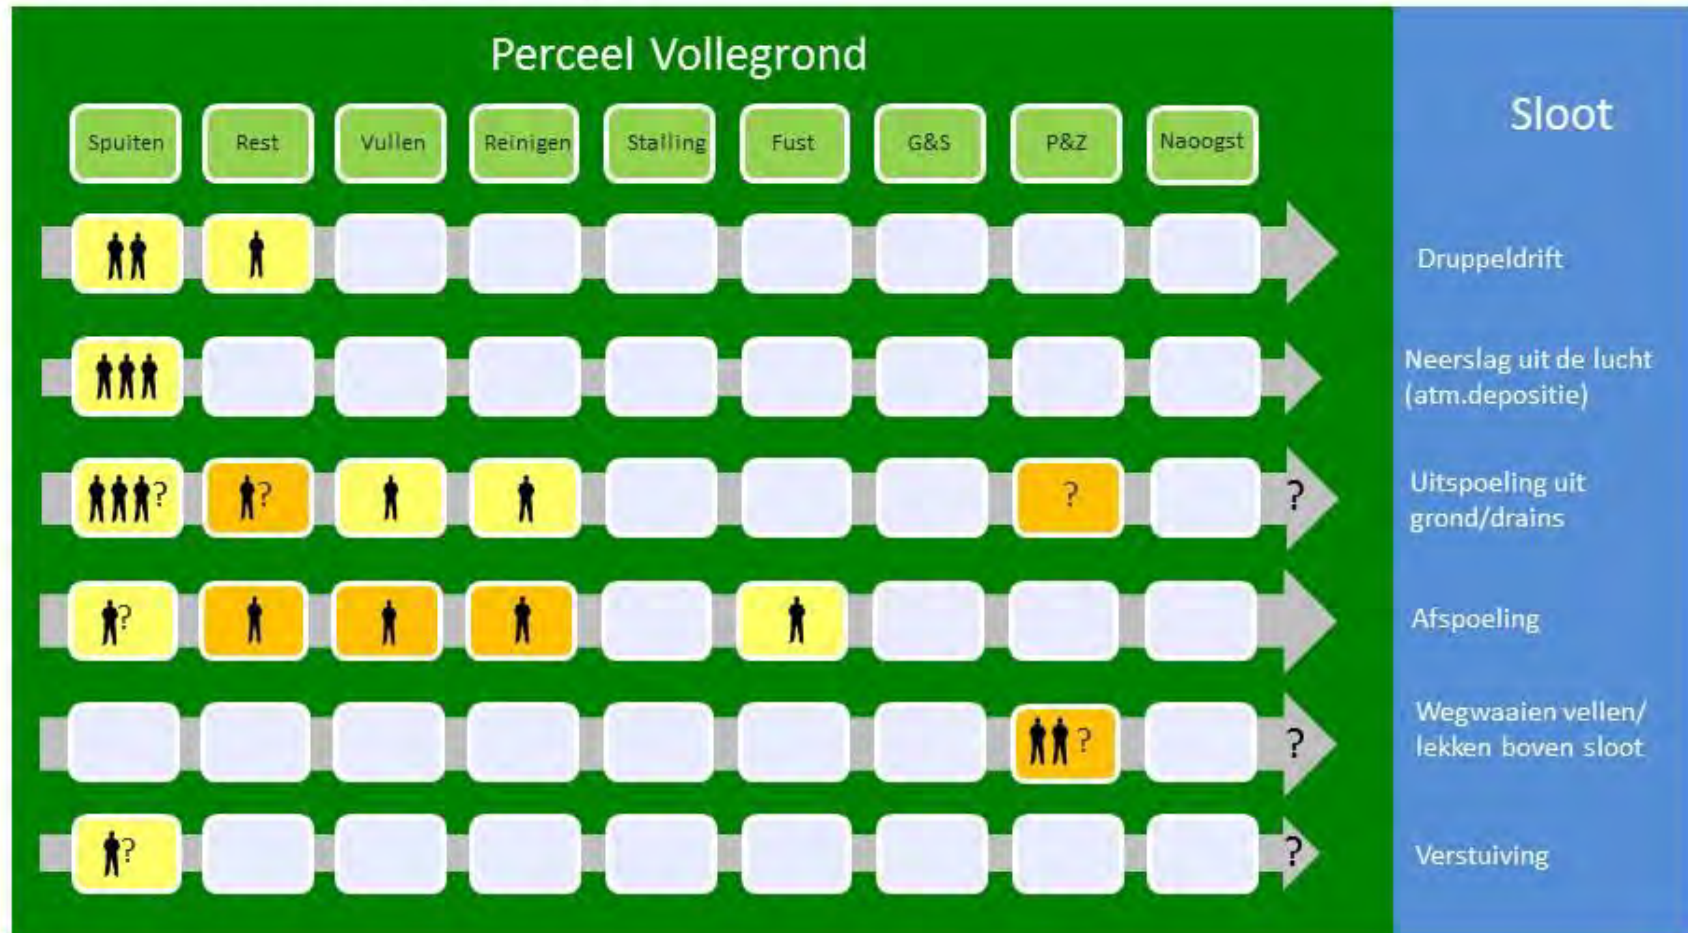 Perceel Vollegrond
Sloot
Spuiten
Rest
Vullen
Reinigen
Stalling
Fust
G&S
P&Z
Naoogst
Druppeldrift
Neerslag uit de lucht
(atm.depositie)
?
?
?
?
Uitspoeling uit
grond/drains
?
Afspoeling
?
?
Wegwaaien vellen/
lekken boven sloot
?
?
Verstuiving